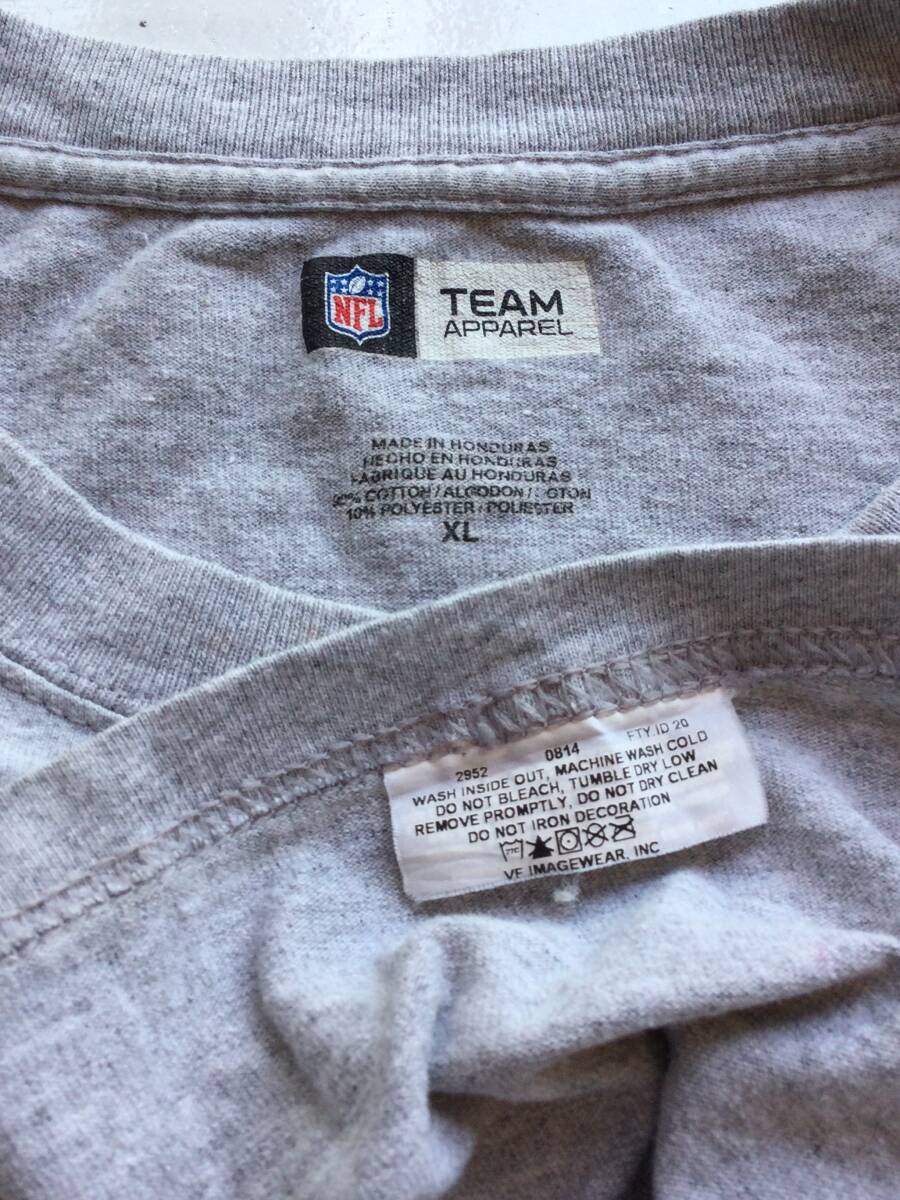 NFL
TEAM
APPAREL
MADE IN HONDURAS
HECHO EN HONDURAS
FABRIQUE AU HONDURAS
90% COTTON / ALGODON / COTON
10% POLYESTER / POLIESTER
XL
2952 0814 FTY.ID 20
WASH INSIDE OUT, MACHINE WASH COLD
DO NOT BLEACH, TUMBLE DRY LOW
REMOVE PROMPTLY, DO NOT DRY CLEAN
DO NOT IRON DECORATION
VF IMAGEWEAR, INC